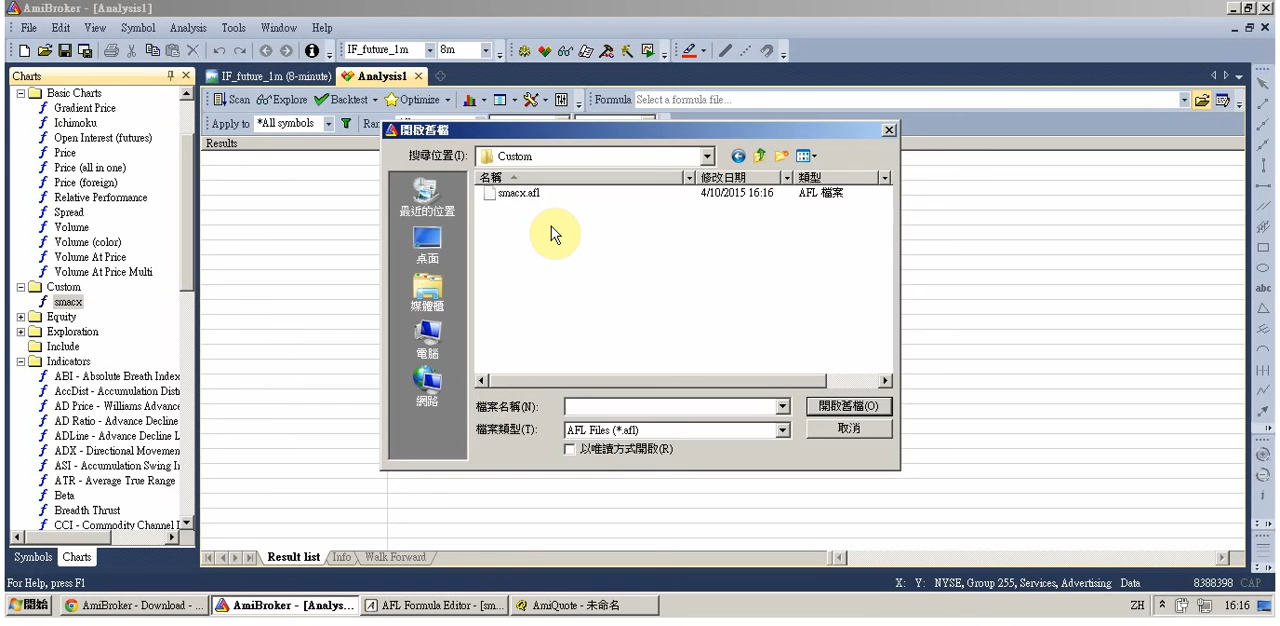 AmiBroker - [Analysis1]
File Edit View Symbol Analysis Tools Window Help
IF_future_1m 8m
Charts
IF_future_1m (8-minute) Analysis1
Scan Explore Backtest Optimize Formula Select a formula file...
Apply to *All symbols
Results
Basic Charts
Gradient Price
Ichimoku
Open Interest (futures)
Price
Price (all in one)
Price (foreign)
Relative Performance
Spread
Volume
Volume (color)
Volume At Price
Volume At Price Multi
Custom
smacx
Equity
Exploration
Include
Indicators
ABI - Absolute Breath Index
AccDist - Accumulation Dist
AD Price - Williams Advance
AD Ratio - Advance Decline
ADLine - Advance Decline L
ADX - Directional Movemen
ASI - Accumulation Swing In
ATR - Average True Range
Beta
Breadth Thrust
CCI - Commodity Channel I
Symbols Charts
開啟舊檔
搜尋位置(I): Custom
名稱 修改日期 類型
smacx.afl 4/10/2015 16:16 AFL 檔案
最近的位置
桌面
媒體櫃
電腦
網路
檔案名稱(N): 開啟舊檔(O)
檔案類型(T): AFL Files (*.afl) 取消
以唯讀方式開啟(R)
abc
Result list Info Walk Forward
For Help, press F1 X: Y: NYSE, Group 255, Services, Advertising Data 8388398 CAP
開始 AmiBroker - Download - ... AmiBroker - [Analys... AFL Formula Editor - [sm... AmiQuote - 未命名 ZH 16:16